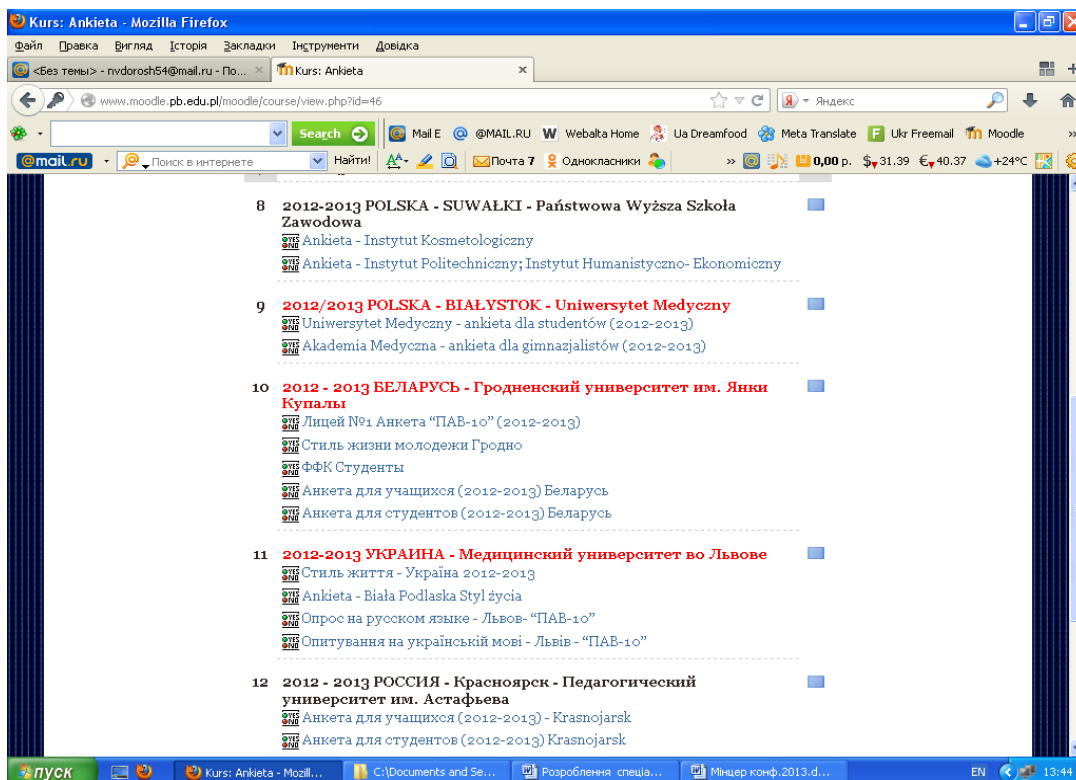 Kurs: Ankieta - Mozilla Firefox
Файл Правка Вигляд Історія Закладки Інструменти Довідка
<Без темы> - nvdorosh54@mail.ru - По... Kurs: Ankieta
www.moodle.pb.edu.pl/moodle/course/view.php?id=46 Яндекс
Search Mail E @MAIL.RU Webalta Home Ua Dreamfood Meta Translate Ukr Freemail Moodle
@mail.ru Поиск в интернете Найти! Почта 7 Однокласники » 0,00 р. $ 31.39 € 40.37 +24°C
8 2012-2013 POLSKA - SUWAŁKI - Państwowa Wyższa Szkoła
Zawodowa
Ankieta - Instytut Kosmetologiczny
Ankieta - Instytut Politechniczny; Instytut Humanistyczno- Ekonomiczny
9 2012/2013 POLSKA - BIAŁYSTOK - Uniwersytet Medyczny
Uniwersytet Medyczny - ankieta dla studentów (2012-2013)
Akademia Medyczna - ankieta dla gimnazjalistów (2012-2013)
10 2012 - 2013 БЕЛАРУСЬ - Гродненский университет им. Янки
Купалы
Лицей №1 Анкета “ПАВ-10” (2012-2013)
Стиль жизни молодежи Гродно
ФФК Студенты
Анкета для учащихся (2012-2013) Беларусь
Анкета для студентов (2012-2013) Беларусь
11 2012-2013 УКРАИНА - Медицинский университет во Львове
Стиль життя - Україна 2012-2013
Ankieta - Biała Podlaska Styl życia
Опрос на русском языке - Львов- “ПАВ-10”
Опитування на українській мові - Львів - “ПАВ-10”
12 2012 - 2013 РОССИЯ - Красноярск - Педагогический
университет им. Астафьева
Анкета для учащихся (2012-2013) - Krasnojarsk
Анкета для студентов (2012-2013) Krasnojarsk
пуск Kurs: Ankieta - Mozill... C:\Documents and Se... Розроблення спеціа... Мінцер конф.2013.d... EN 13:44